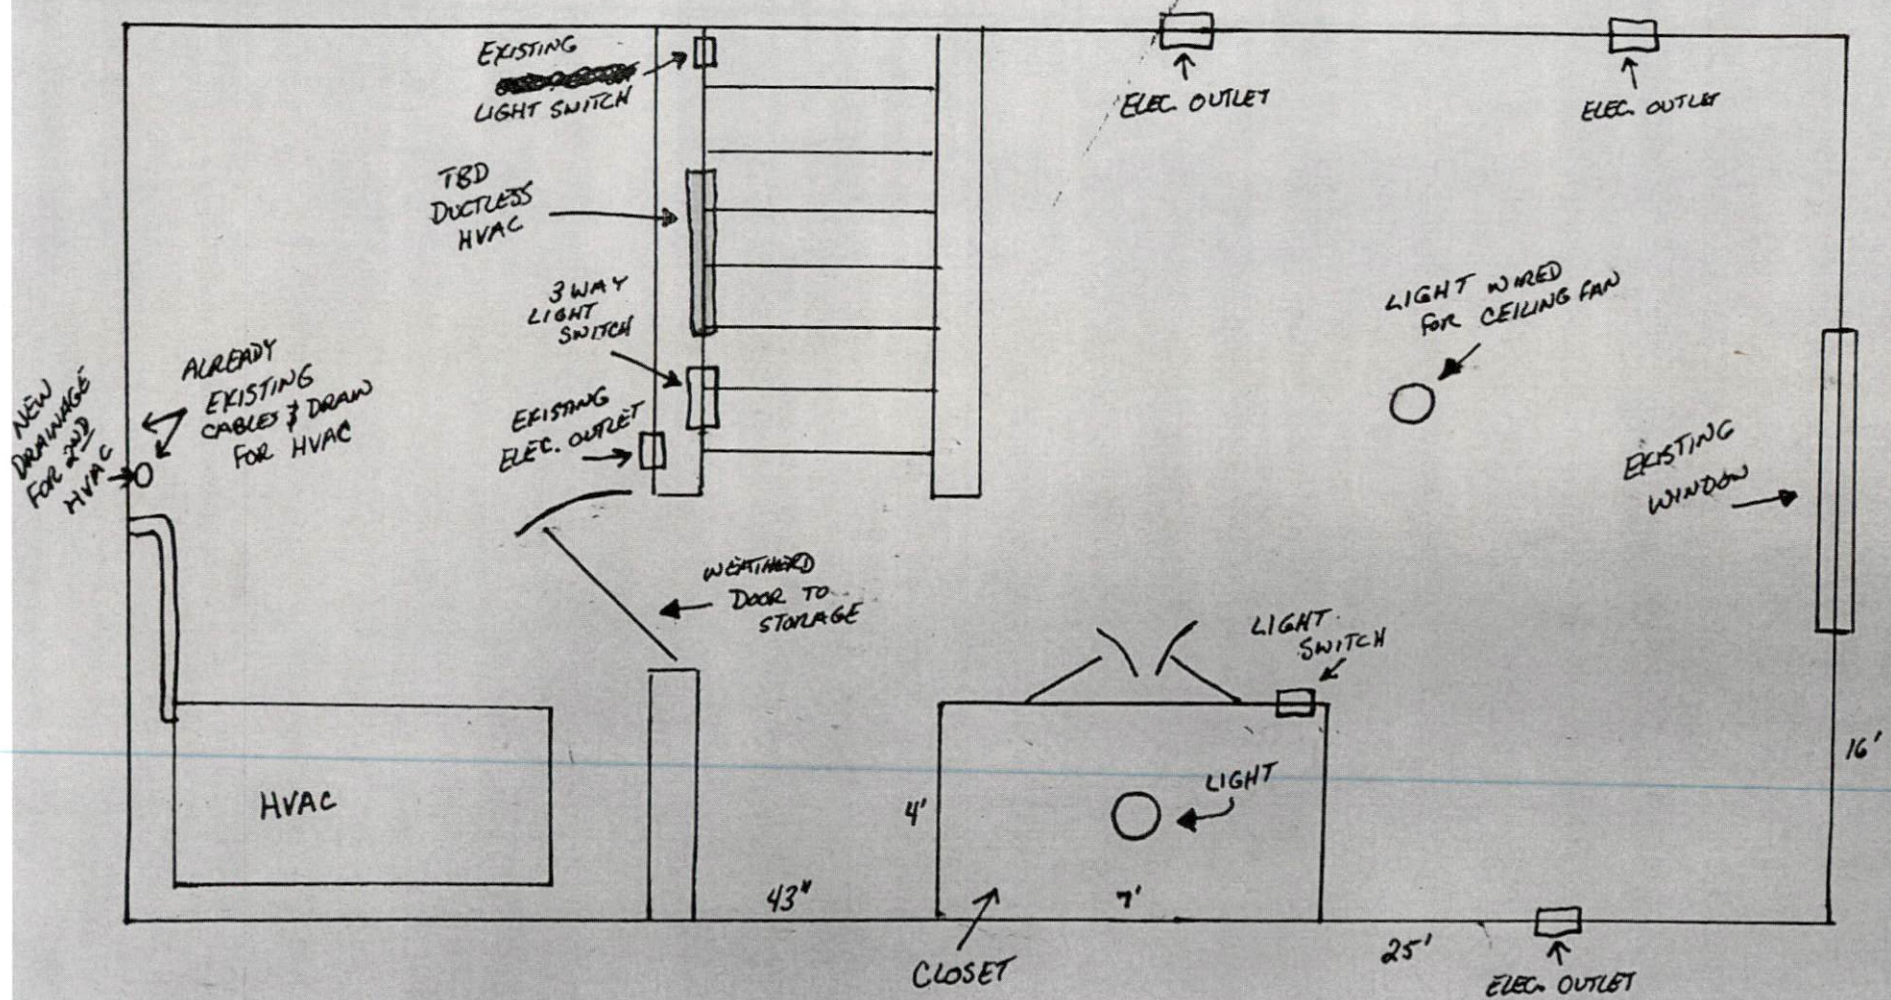 EXISTING
LIGHT SWITCH
ELEC. OUTLET
ELEC. OUTLET
TBD
DUCTLESS
HVAC
3 WAY
LIGHT
SWITCH
LIGHT WIRED
FOR CEILING FAN
ALREADY
EXISTING
CABLES & DRAIN
FOR HVAC
NEW
DRAINAGE
FOR 2ND
HVAC
EXISTING
ELEC. OUTLET
EXISTING
WINDOW
WEATHERD
DOOR TO
STORAGE
LIGHT
SWITCH
16'
HVAC
LIGHT
4'
43"
7'
25'
CLOSET
ELEC. OUTLET